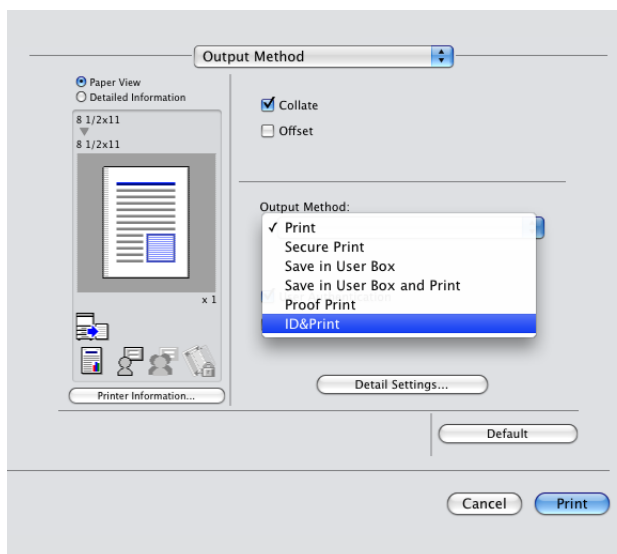 Output Method
Paper View
Detailed Information
8 1/2x11
8 1/2x11
x 1
Printer Information...
Collate
Offset
Output Method:
✓ Print
Secure Print
Save in User Box
Save in User Box and Print
Proof Print
ID&Print
Detail Settings...
Default
Cancel
Print